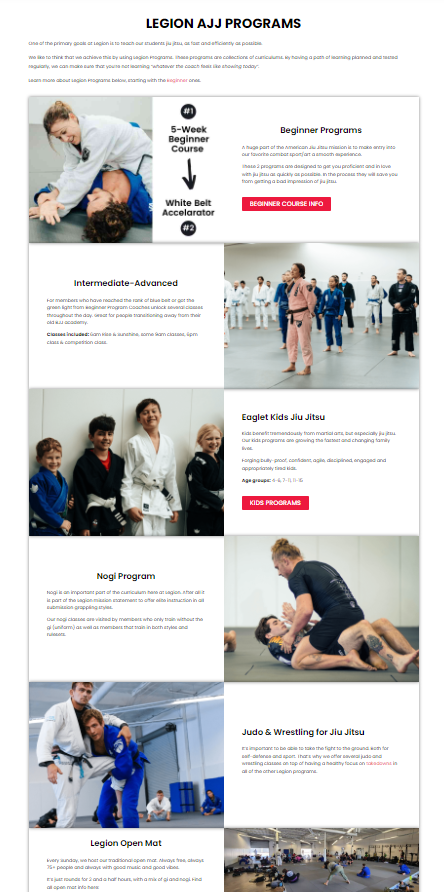 LEGION AJJ PROGRAMS
One of the primary goals at Legion is to teach our students jiu jitsu, as fast and efficiently as possible.
We like to think that we achieve this by using Legion Programs. These programs are collections of curriculums. By having a path of learning planned and tested
regularly, we can make sure that you're not learning "whatever the coach feels like showing today".
Learn more about Legion Programs below, starting with the Beginner ones.
#1
5-Week
Beginner
Course
White Belt
Accelarator
#2
Beginner Programs
A huge part of the American Jiu Jitsu mission is to make entry into
our favorite combat sport/art a smooth experience.
These 2 programs are designed to get you proficient and in love
with jiu jitsu as quickly as possible. In the process they will save you
from getting a bad impression of jiu jitsu.
BEGINNER COURSE INFO
Intermediate-Advanced
For members who have reached the rank of blue belt or got the
green light from Beginner Program Coaches unlock several classes
throughout the day. Great for people transitioning away from their
old BJJ academy.
Classes included: 6am Rise & Sunshine, some 9am classes, 6pm
class & competition class.
Eaglet Kids Jiu Jitsu
Kids benefit tremendously from martial arts, but especially jiu jitsu.
Our kids programs are growing the fastest and changing family
lives.
Forging bully-proof, confident, agile, disciplined, engaged and
appropriately tired kids.
Age groups: 4-6, 7-11, 11-15
KIDS PROGRAMS
Nogi Program
Nogi is an important part of the curriculum here at Legion. After all it
is part of the Legion mission statement to offer elite instruction in all
submission grappling styles.
Our nogi classes are visited by members who only train without the
gi (uniform) as well as members that train in both styles and
rulesets.
Judo & Wrestling for Jiu Jitsu
It's important to be able to take the fight to the ground. Both for
self-defense and sport. That's why we offer several judo and
wrestling classes on top of having a healthy focus on takedowns in
all of the other Legion programs.
Legion Open Mat
Every Sunday, we host our traditional open mat. Always free, always
75+ people and always with good music and good vibes.
It's just rounds for 2 and a half hours, with a mix of gi and nogi. Find
all open mat info here: